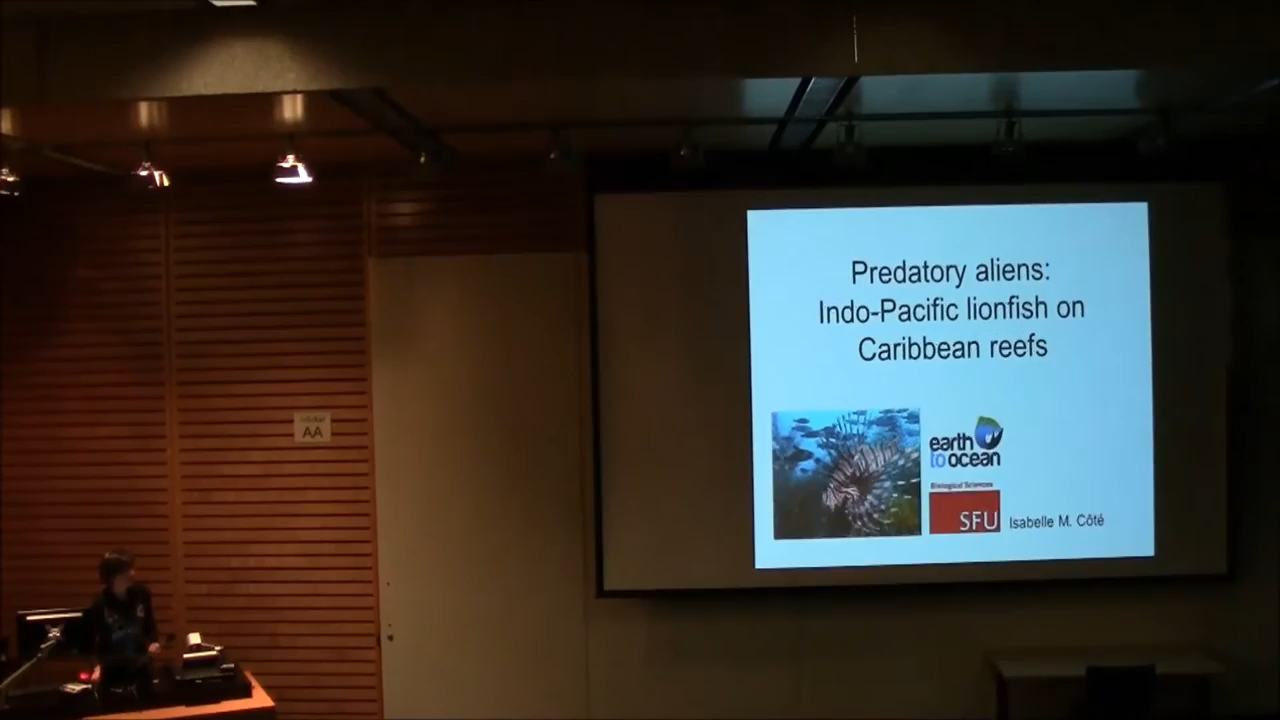 Predatory aliens:
Indo-Pacific lionfish on
Caribbean reefs
earth
to ocean
Biological Sciences
SFU
Isabelle M. Côté
AA